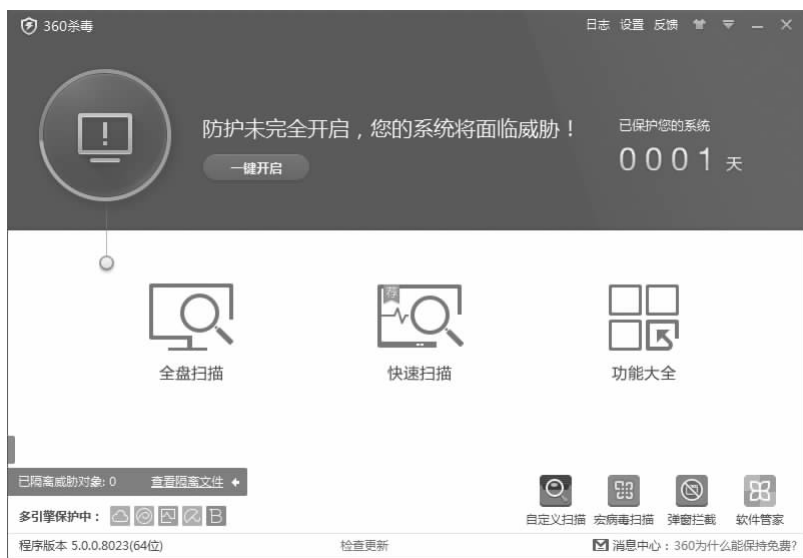 360杀毒
日志 设置 反馈
防护未完全开启，您的系统将面临威胁！
一键开启
已保护您的系统
0001 天
全盘扫描
快速扫描
荐
功能大全
已隔离威胁对象: 0 查看隔离文件
多引擎保护中：
B
自定义扫描 宏病毒扫描 弹窗拦截 软件管家
程序版本 5.0.0.8023(64位) 检查更新 消息中心：360为什么能保持免费?